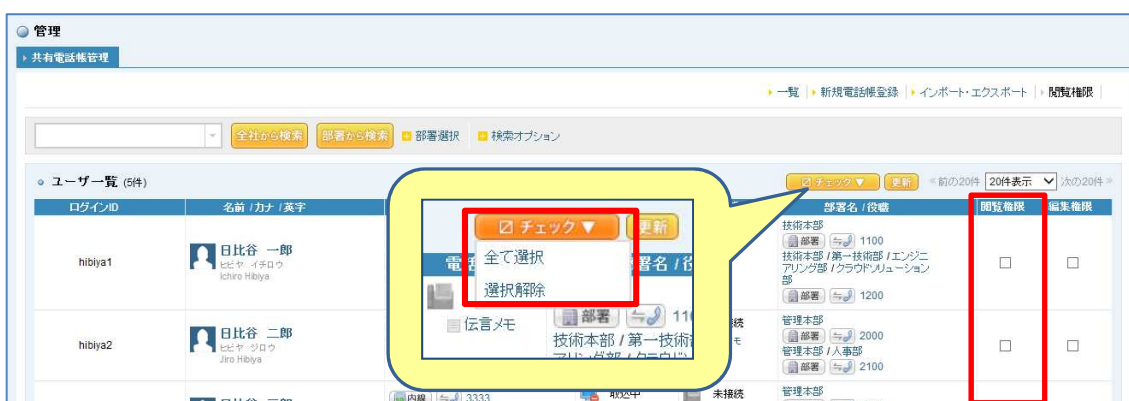 管理
共有電話帳管理
一覧 新規電話帳登録 インポート・エクスポート 閲覧権限
全社から検索 部署から検索 部署選択 検索オプション
ユーザ一覧 (5件)
チェック▼ 更新 «前の20件 20件表示 次の20件»
ログインID 名前 /カナ /英字 部署名 /役職 閲覧権限 編集権限
hibiya1
日比谷 一郎
ヒビヤ イチロウ
Ichiro Hibiya
技術本部
部署 1100
技術本部 /第一技術部 /エンジニ
アリング部 /クラウドソリューション
部
部署 1200
hibiya2
日比谷 二郎
ヒビヤ ジロウ
Jiro Hibiya
続
モ
管理本部
部署 2000
管理本部 /人事部
部署 2100
日比谷 三郎
内線 3333
取込中
未接続
管理本部
チェック ▼ 更新
電 署名 / 役
全て選択
選択解除
伝言メモ
部署 110
技術本部 / 第一技術